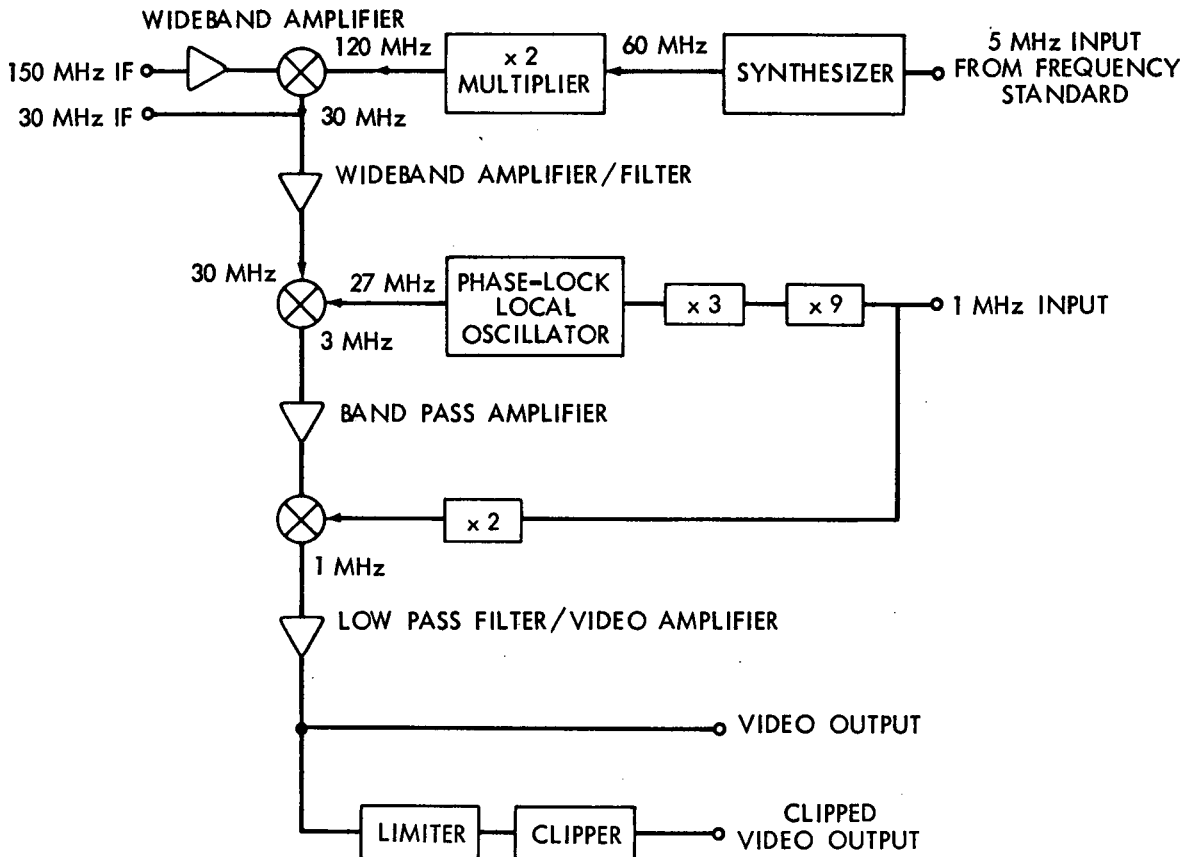 WIDEBAND AMPLIFIER
150 MHz IF
30 MHz IF
120 MHz
30 MHz
x 2
MULTIPLIER
60 MHz
SYNTHESIZER
5 MHz INPUT
FROM FREQUENCY
STANDARD
WIDEBAND AMPLIFIER/FILTER
30 MHz
27 MHz
3 MHz
PHASE-LOCK
LOCAL
OSCILLATOR
x 3
x 9
1 MHz INPUT
BAND PASS AMPLIFIER
x 2
1 MHz
LOW PASS FILTER/VIDEO AMPLIFIER
VIDEO OUTPUT
LIMITER
CLIPPER
CLIPPED
VIDEO OUTPUT